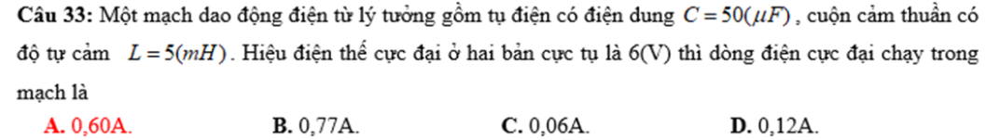 Câu 33: Một mạch dao động điện từ lý tưởng gồm tụ điện có điện dung C = 50(μF), cuộn cảm thuần có
độ tự cảm L = 5(mH). Hiệu điện thế cực đại ở hai bản cực tụ là 6(V) thì dòng điện cực đại chạy trong
mạch là
A. 0,60A. B. 0,77A. C. 0,06A. D. 0,12A.